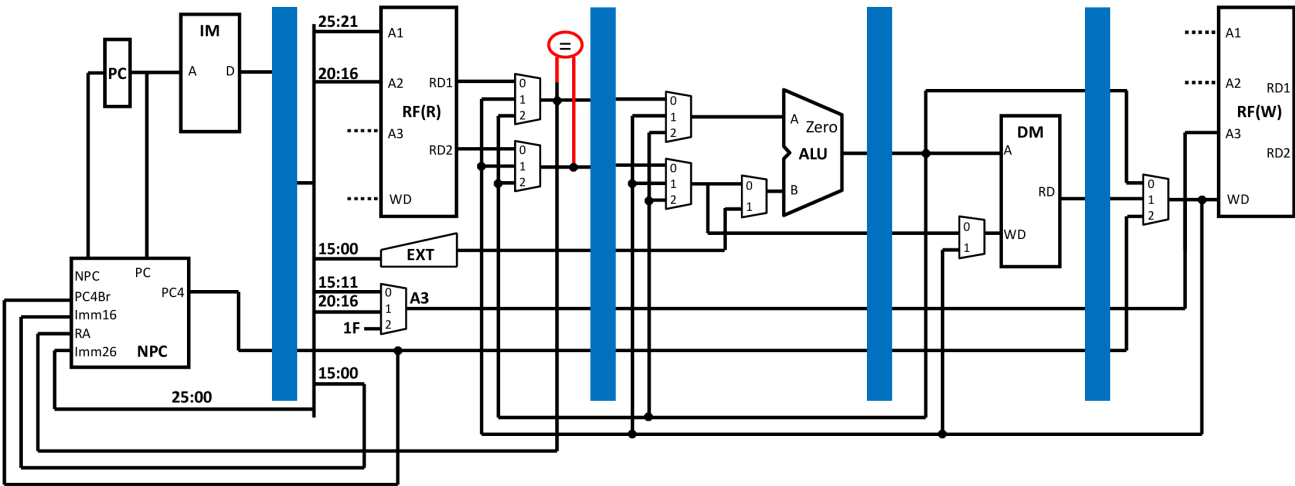 IM
PC
A D
25:21
20:16
A1
A2
A3
WD
RD1
RD2
RF(R)
=
0
1
2
0
1
2
0
1
2
0
1
2
0
1
A
B
Zero
ALU
DM
A
RD
WD
0
1
0
1
2
A1
A2
RD1
RF(W)
A3
RD2
WD
15:00
EXT
15:11
20:16
1F
0
1
2
A3
NPC
PC
PC4
PC4Br
Imm16
RA
Imm26
NPC
15:00
25:00